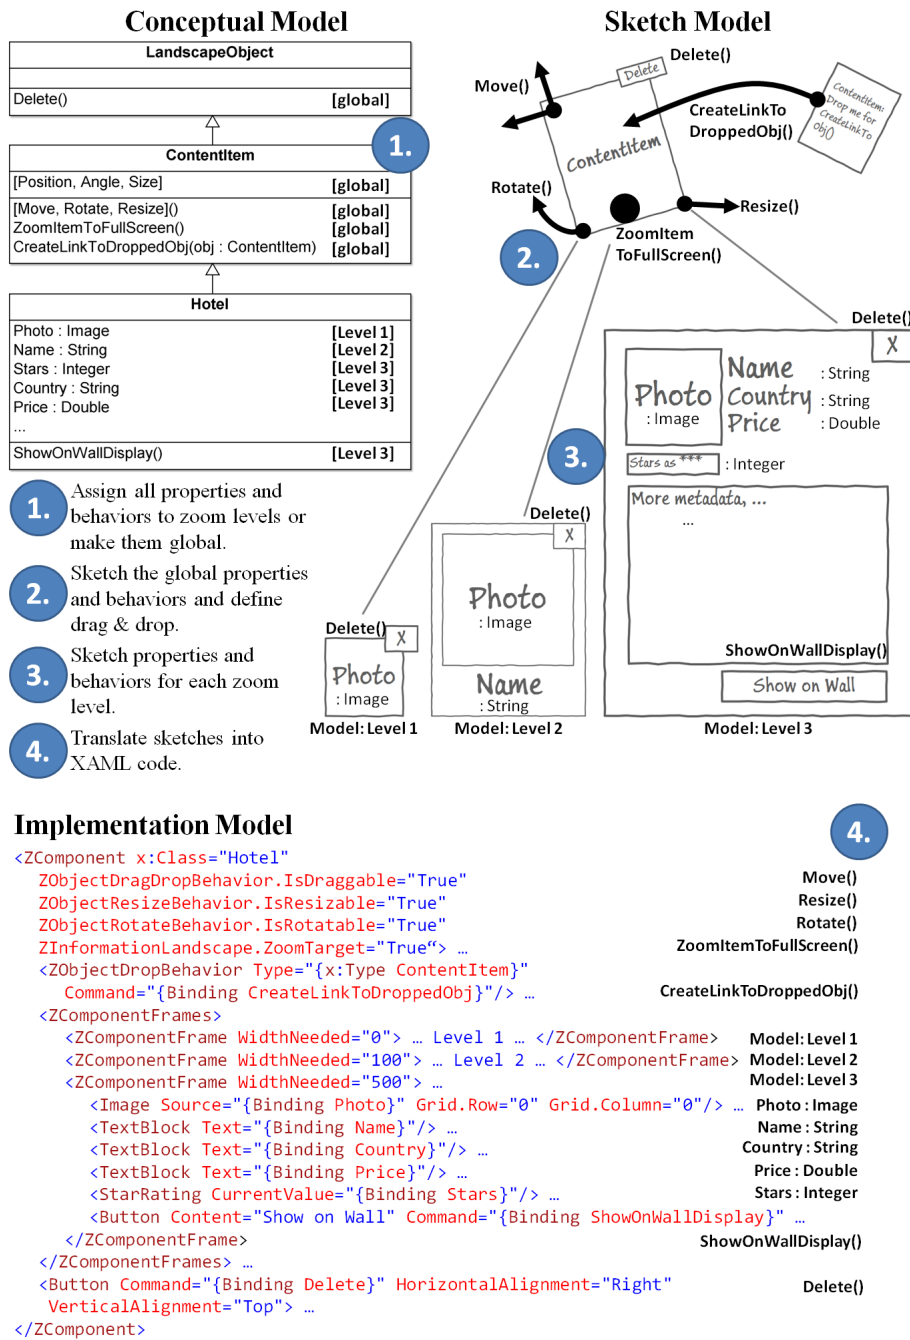 Conceptual Model
LandscapeObject
Delete() [global]
1.
ContentItem
[Position, Angle, Size] [global]
[Move, Rotate, Resize]() [global]
ZoomItemToFullScreen() [global]
CreateLinkToDroppedObj(obj : ContentItem) [global]
Hotel
Photo : Image [Level 1]
Name : String [Level 2]
Stars : Integer [Level 3]
Country : String [Level 3]
Price : Double [Level 3]
...
ShowOnWallDisplay() [Level 3]
1. Assign all properties and
behaviors to zoom levels or
make them global.
2. Sketch the global properties
and behaviors and define
drag & drop.
3. Sketch properties and
behaviors for each zoom
level.
4. Translate sketches into
XAML code.
Sketch Model
Delete()
Delete
Move()
CreateLinkTo
DroppedObj()
ContentItem:
Drop me for
CreateLinkTo
Obj()
ContentItem
Rotate()
Resize()
ZoomItem
ToFullScreen()
2.
Delete()
X
Photo
: Image
Name : String
Country : String
Price : Double
3.
Stars as *** : Integer
More metadata, ...
...
ShowOnWallDisplay()
Show on Wall
Model: Level 3
Delete()
X
Photo
: Image
Name
: String
Model: Level 2
Delete()
X
Photo
: Image
Model: Level 1
Implementation Model
4.
<ZComponent x:Class="Hotel"
ZObjectDragDropBehavior.IsDraggable="True" Move()
ZObjectResizeBehavior.IsResizable="True" Resize()
ZObjectRotateBehavior.IsRotatable="True" Rotate()
ZInformationLandscape.ZoomTarget="True“> … ZoomItemToFullScreen()
<ZObjectDropBehavior Type="{x:Type ContentItem}"
Command="{Binding CreateLinkToDroppedObj}"/> … CreateLinkToDroppedObj()
<ZComponentFrames>
<ZComponentFrame WidthNeeded="0"> … Level 1 … </ZComponentFrame> Model: Level 1
<ZComponentFrame WidthNeeded="100"> … Level 2 … </ZComponentFrame> Model: Level 2
<ZComponentFrame WidthNeeded="500"> … Model: Level 3
<Image Source="{Binding Photo}" Grid.Row="0" Grid.Column="0"/> … Photo : Image
<TextBlock Text="{Binding Name}"/> … Name : String
<TextBlock Text="{Binding Country}"/> … Country : String
<TextBlock Text="{Binding Price}"/> … Price : Double
<StarRating CurrentValue="{Binding Stars}"/> … Stars : Integer
<Button Content="Show on Wall" Command="{Binding ShowOnWallDisplay}" …
</ZComponentFrame> ShowOnWallDisplay()
</ZComponentFrames> …
<Button Command="{Binding Delete}" HorizontalAlignment="Right" Delete()
VerticalAlignment="Top"> …
</ZComponent>